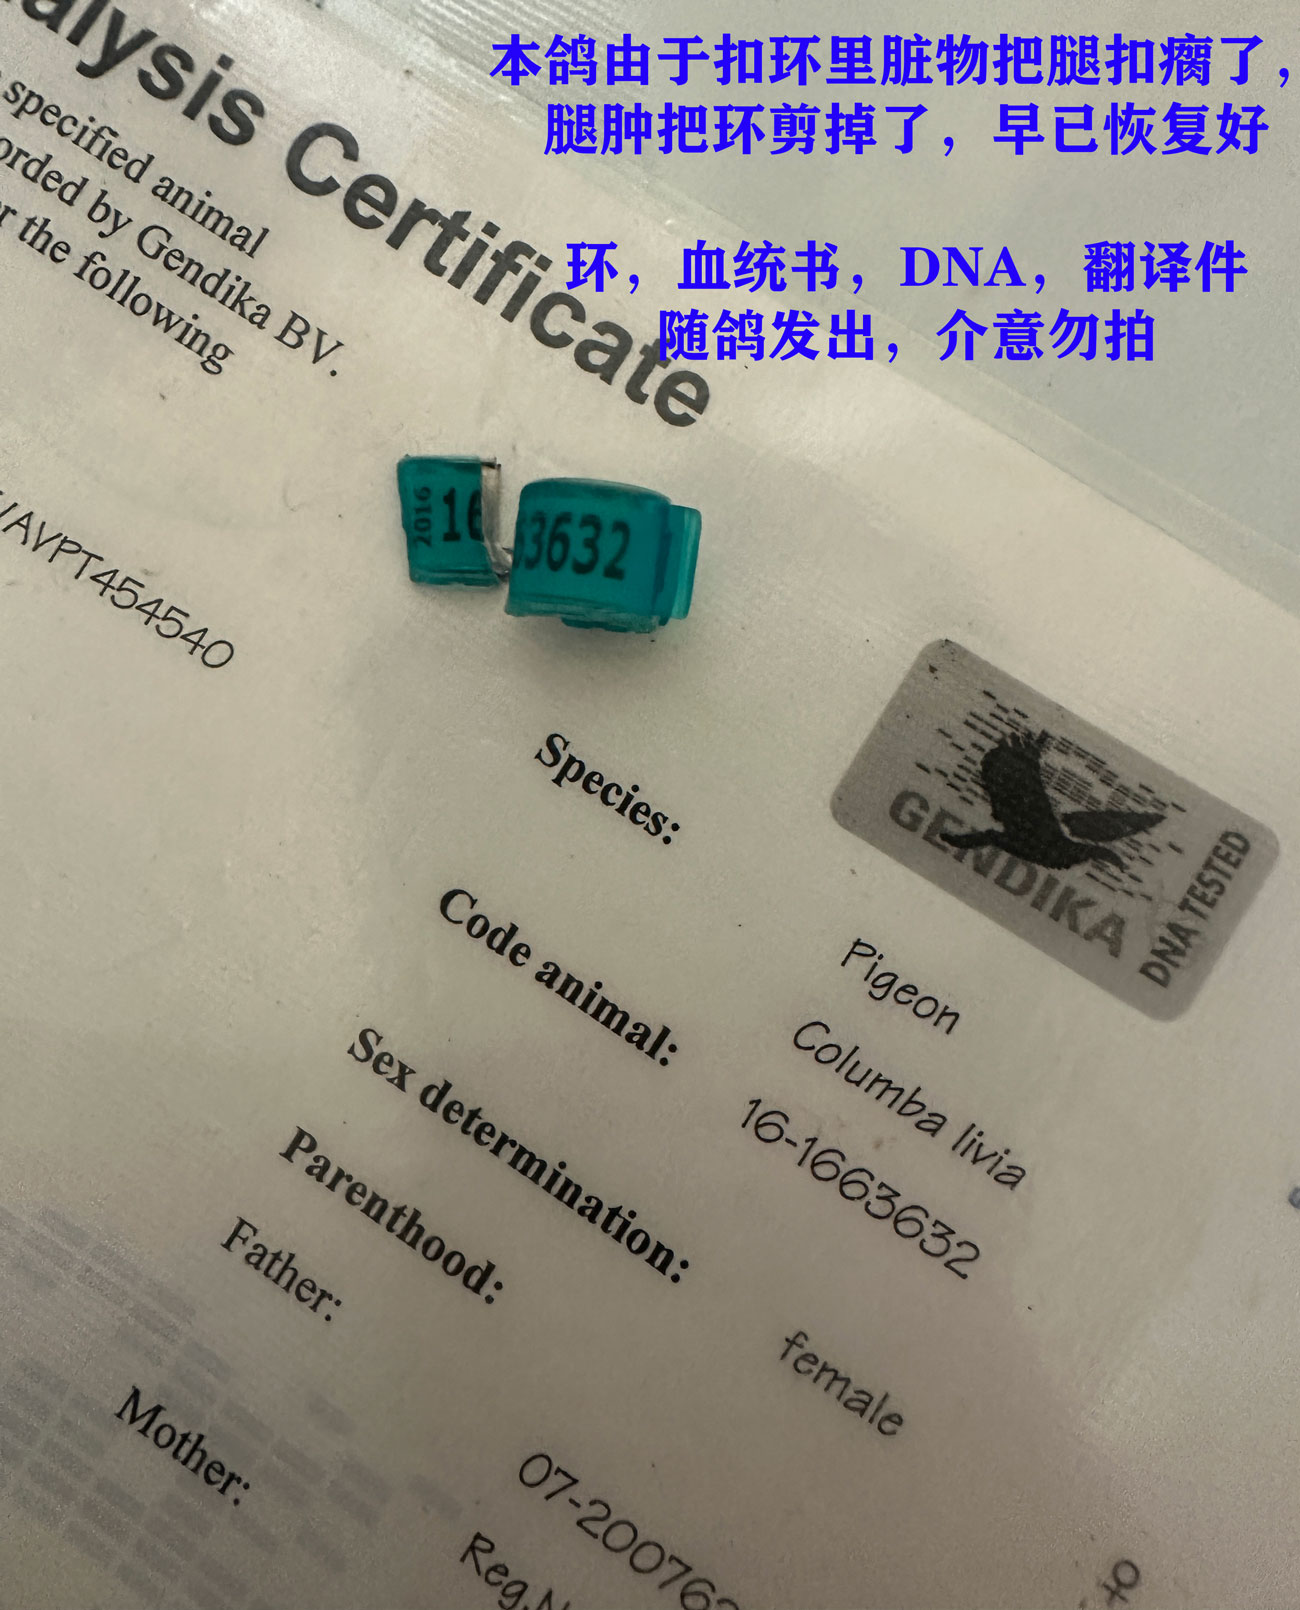 本鸽由于扣环里脏物把腿扣瘸了，
腿肿把环剪掉了，早已恢复好
环，血统书，DNA，翻译件
随鸽发出，介意勿拍
alysis Certificate
specified animal
orded by Gendika BV.
r the following
2016
16
3632
/AVPT454540
GENDIKA
DNA TESTED
Species:
Pigeon
Columba livia
Code animal:
16-1663632
Sex determination:
female
Parenthood:
Father:
07-200762
Mother:
Reg.N
♀